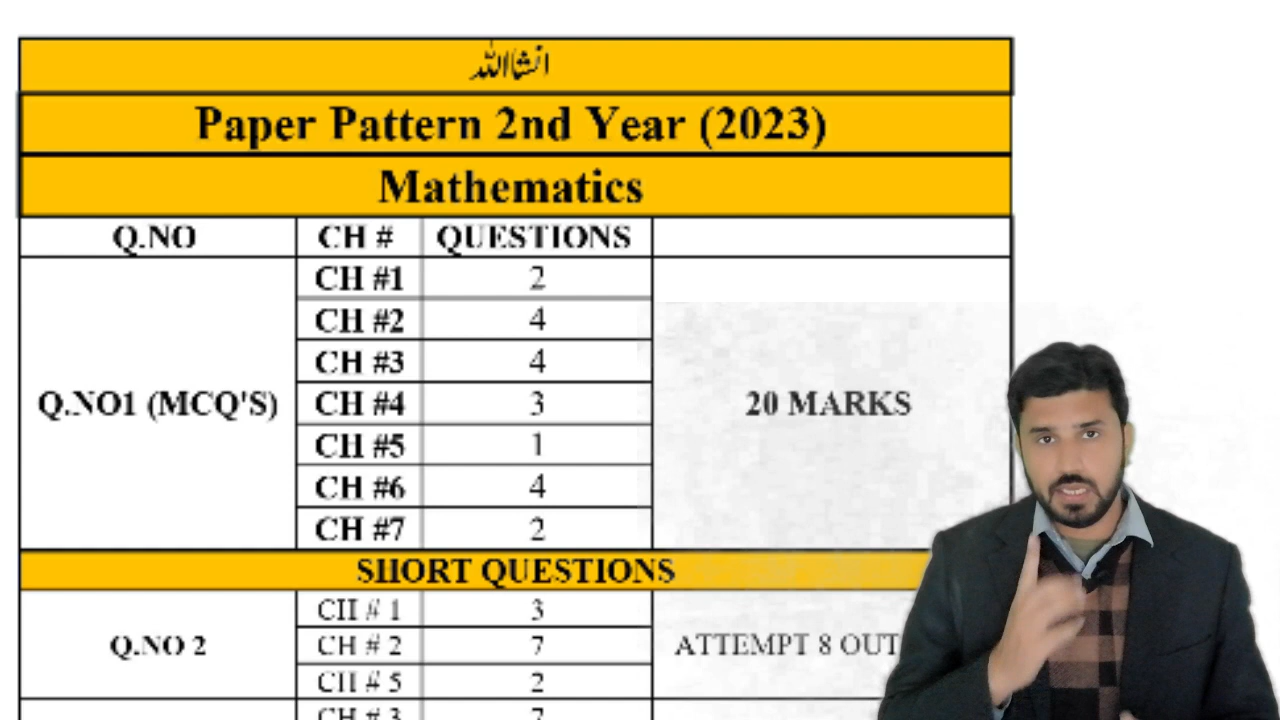 انشااللہ
Paper Pattern 2nd Year (2023)
Mathematics
Q.NO CH # QUESTIONS
Q.NO1 (MCQ'S) 20 MARKS
CH #1 2
CH #2 4
CH #3 4
CH #4 3
CH #5 1
CH #6 4
CH #7 2
SHORT QUESTIONS
Q.NO 2 ATTEMPT 8 OUT
CH # 1 3
CH # 2 7
CH # 5 2
CH # 3 7